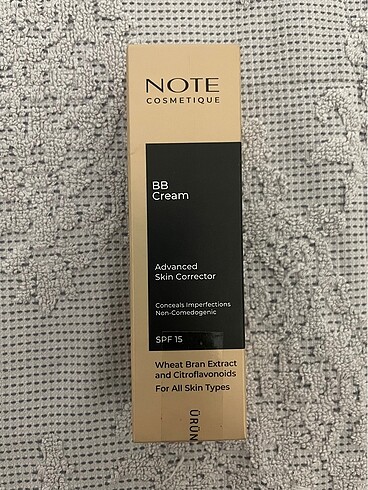 NOTE
COSMETIQUE
BB
Cream
Advanced
Skin Corrector
Conceals Imperfections
Non-Comedogenic
SPF 15
Wheat Bran Extract
and Citroflavonoids
For All Skin Types
ÜRÜN